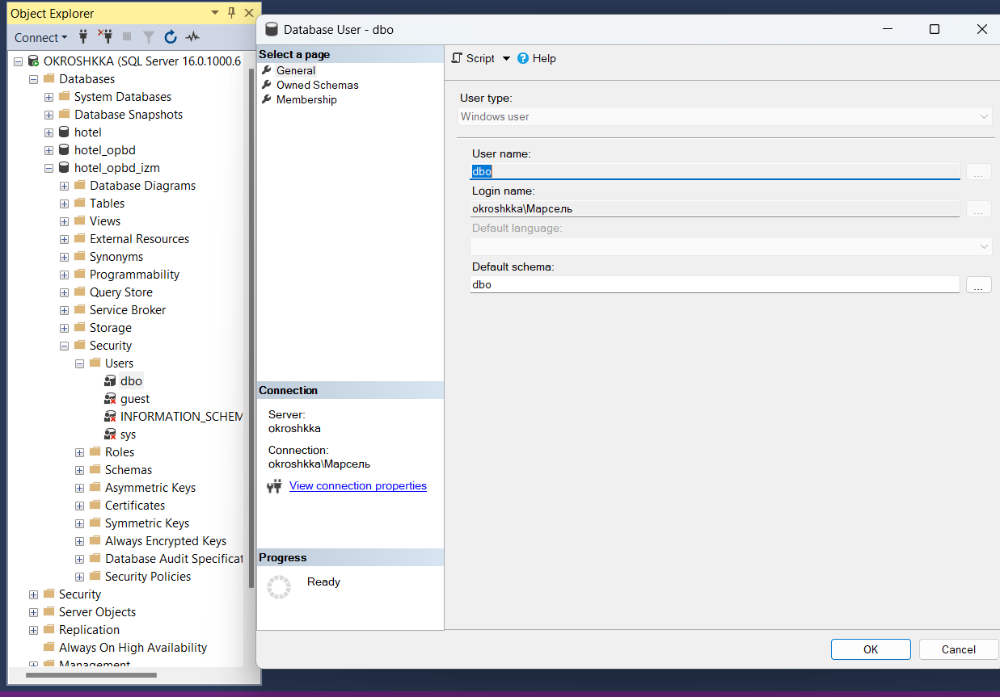 Object Explorer
Connect
OKROSHKKA (SQL Server 16.0.1000.6
Databases
System Databases
Database Snapshots
hotel
hotel_opbd
hotel_opbd_izm
Database Diagrams
Tables
Views
External Resources
Synonyms
Programmability
Query Store
Service Broker
Storage
Security
Users
dbo
guest
INFORMATION_SCHEM
sys
Roles
Schemas
Asymmetric Keys
Certificates
Symmetric Keys
Always Encrypted Keys
Database Audit Specificat
Security Policies
Security
Server Objects
Replication
Always On High Availability
Management
Database User - dbo
Select a page
General
Owned Schemas
Membership
Connection
Server:
okroshkka
Connection:
okroshkka\Марсель
View connection properties
Progress
Ready
Script
Help
User type:
Windows user
User name:
dbo
...
Login name:
okroshkka\Марсель
...
Default language:
Default schema:
dbo
...
OK
Cancel